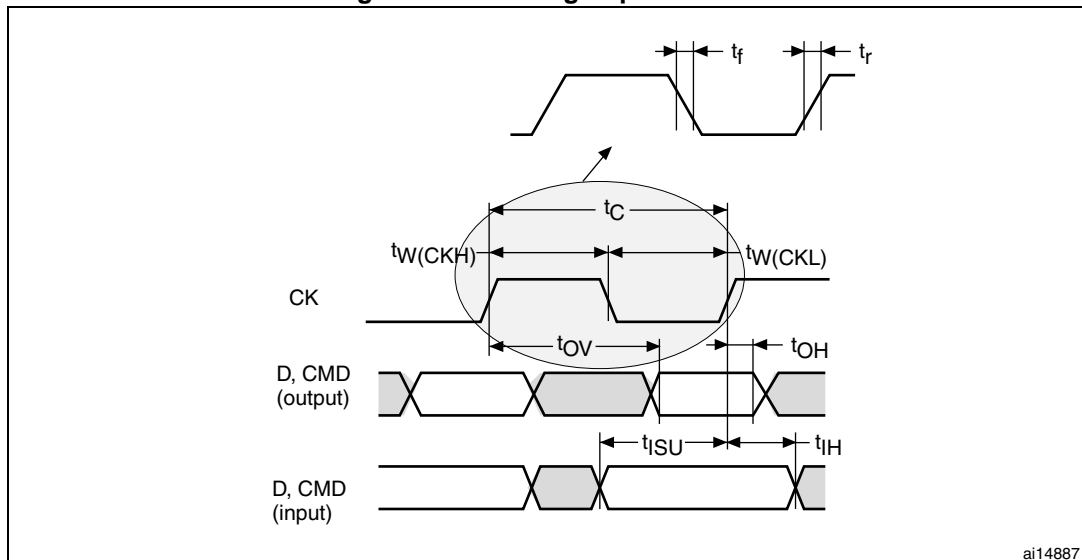 tf
tr
tC
tW(CKH)
tW(CKL)
CK
tOV
tOH
D, CMD
(output)
tISU
tIH
D, CMD
(input)
ai14887